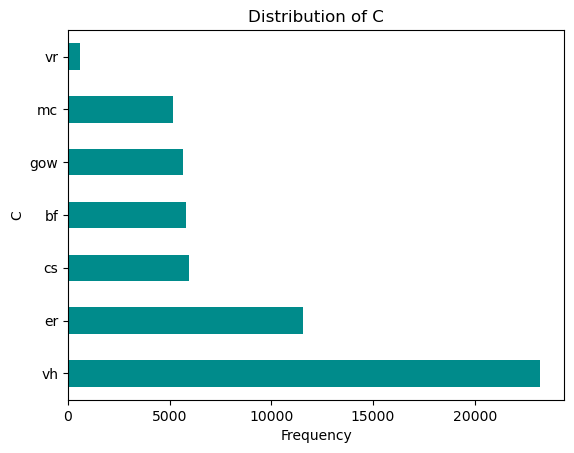 Distribution of C
vr
mc
gow
bf
cs
er
vh
C
0 5000 10000 15000 20000
Frequency